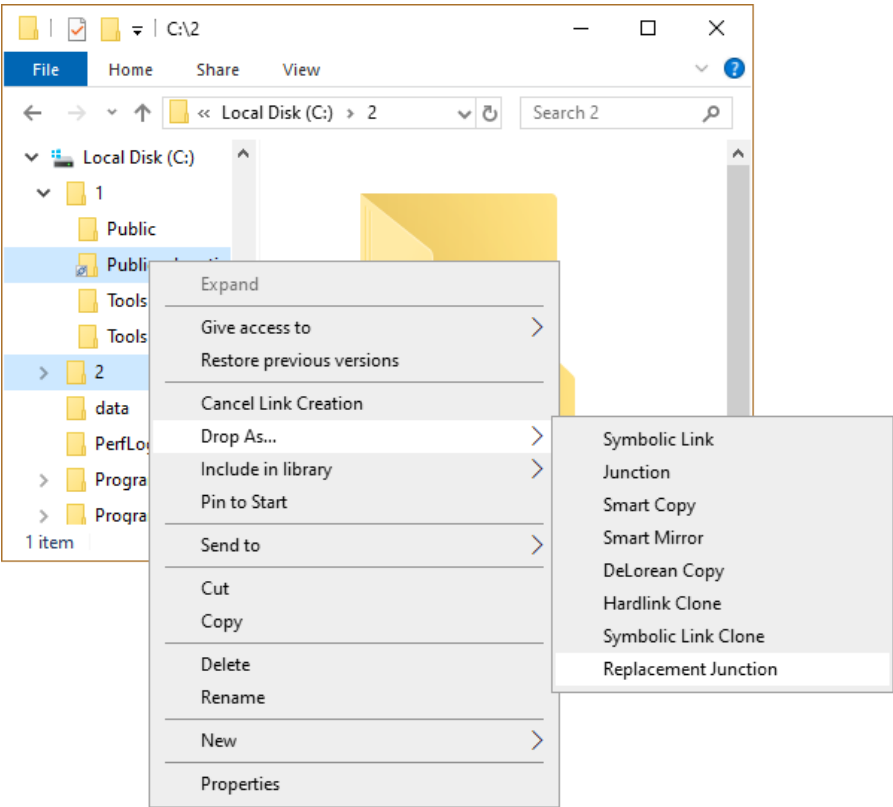 C:\2
File Home Share View
« Local Disk (C:) > 2
Search 2
Local Disk (C:)
1
Public
Tools
Tools
2
data
1 item
Expand
Give access to
Restore previous versions
Cancel Link Creation
Drop As...
Include in library
Pin to Start
Send to
Cut
Copy
Delete
Rename
New
Properties
Symbolic Link
Junction
Smart Copy
Smart Mirror
DeLorean Copy
Hardlink Clone
Symbolic Link Clone
Replacement Junction